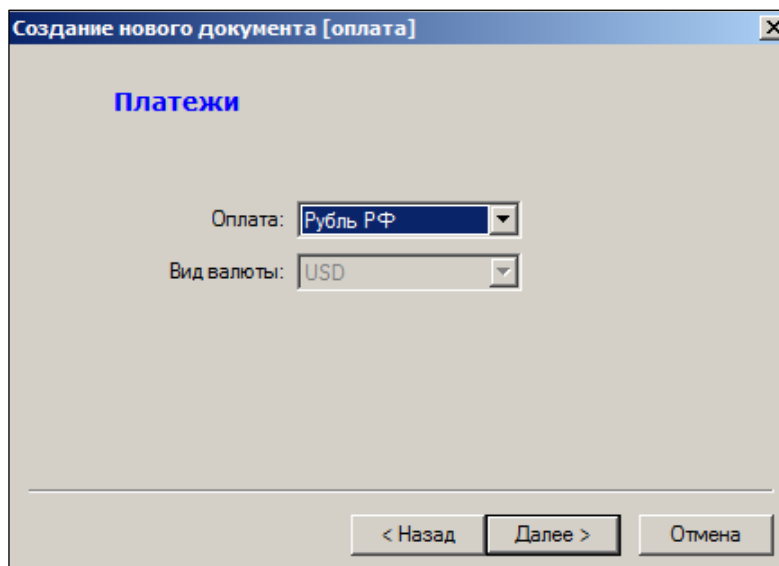 Создание нового документа [оплата]
Платежи
Оплата: Рубль РФ
Вид валюты: USD
< Назад Далее > Отмена